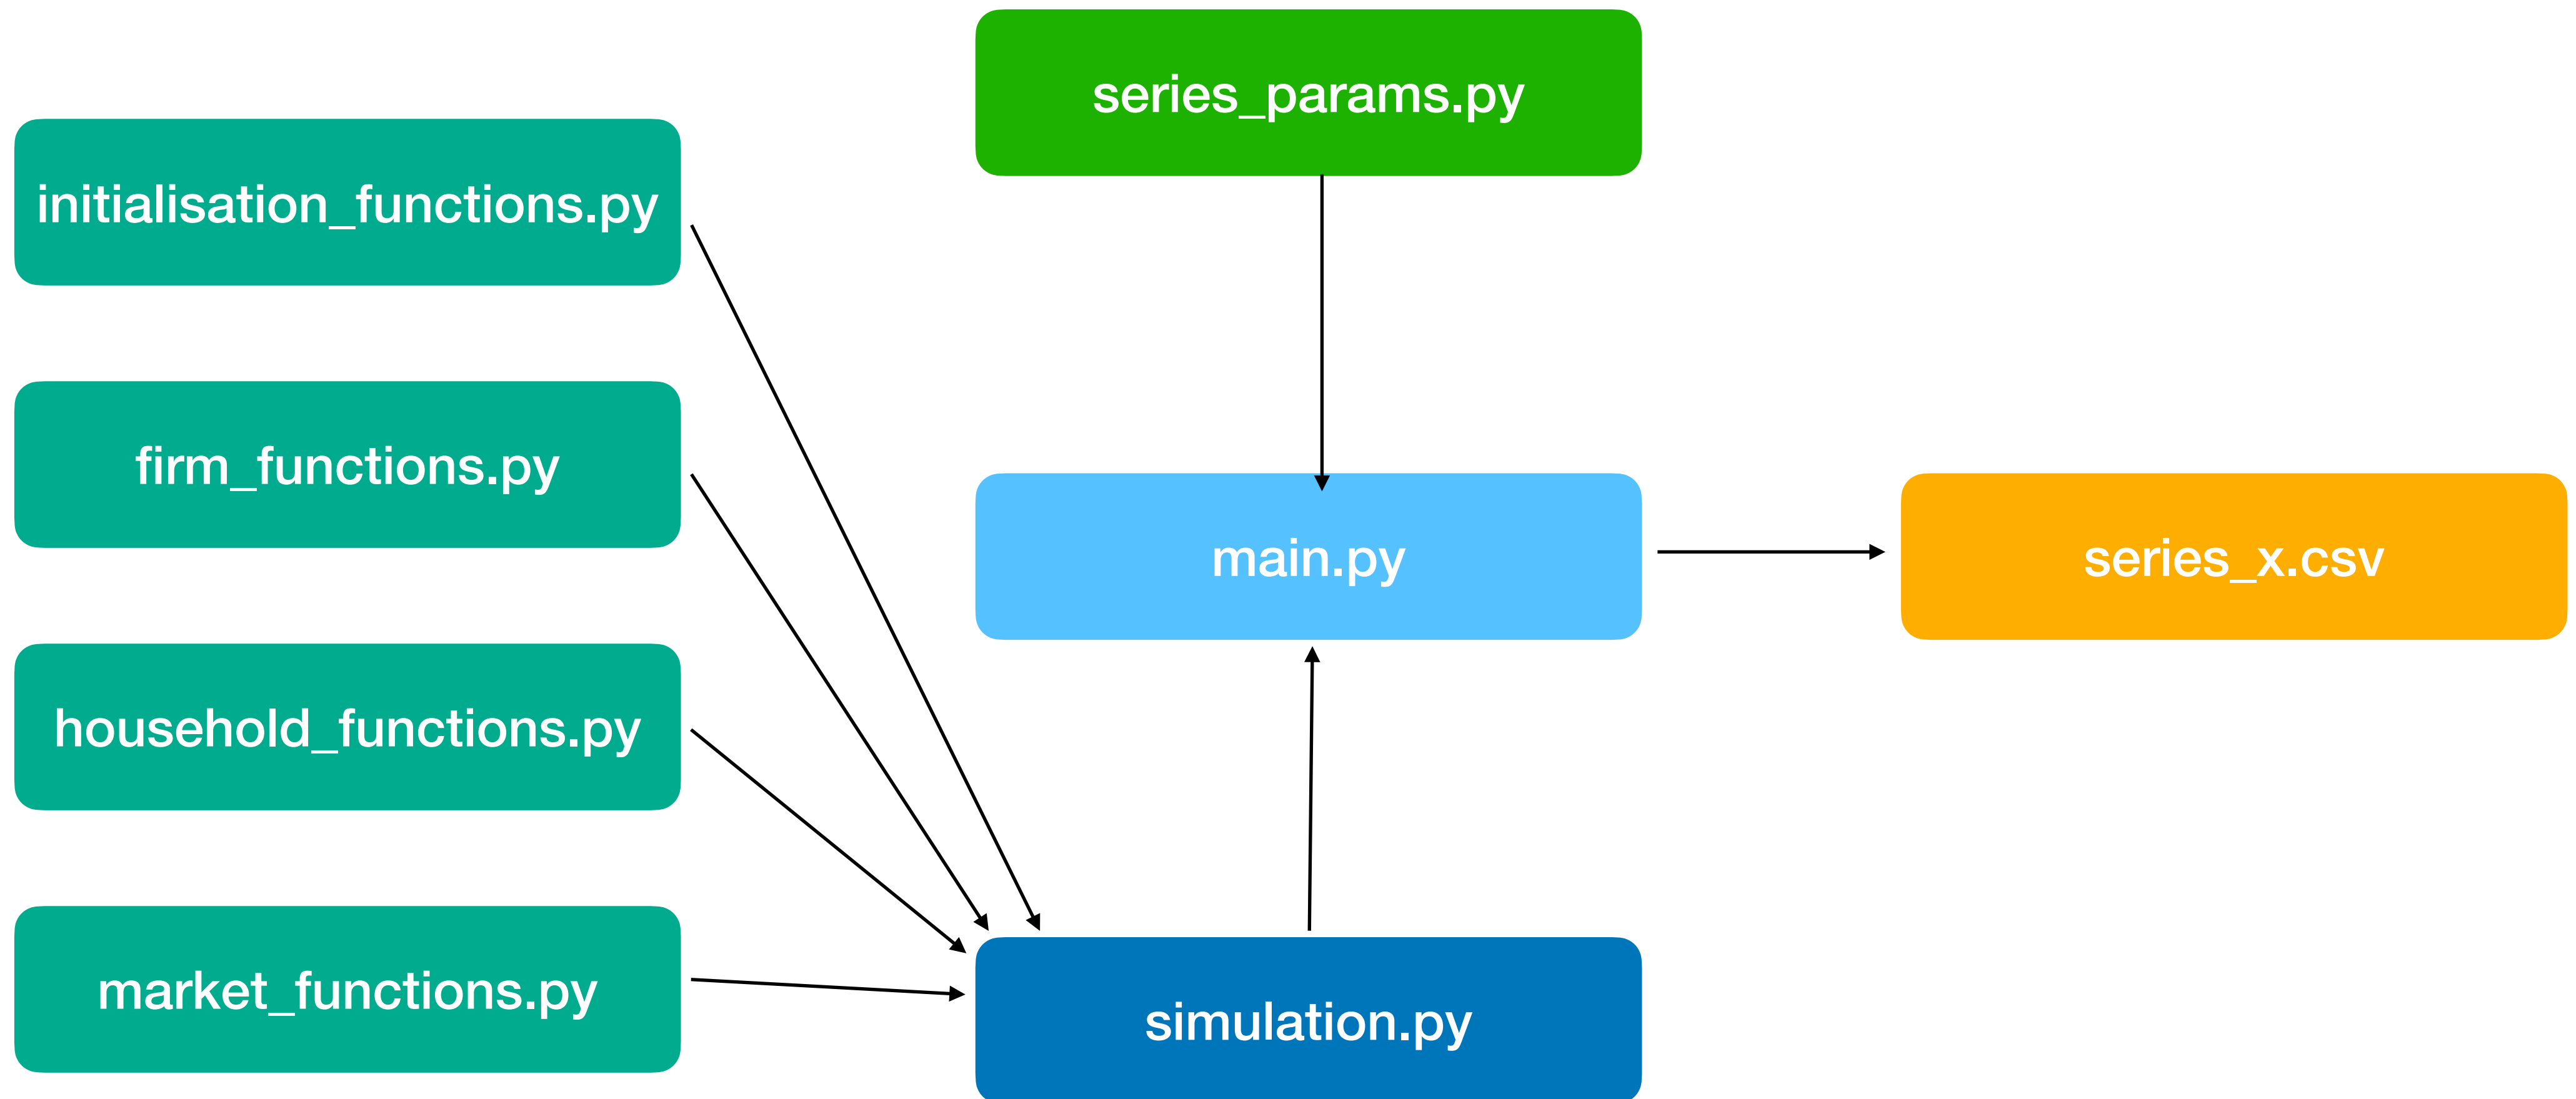 series_params.py
initialisation_functions.py
firm_functions.py
main.py
series_x.csv
household_functions.py
market_functions.py
simulation.py